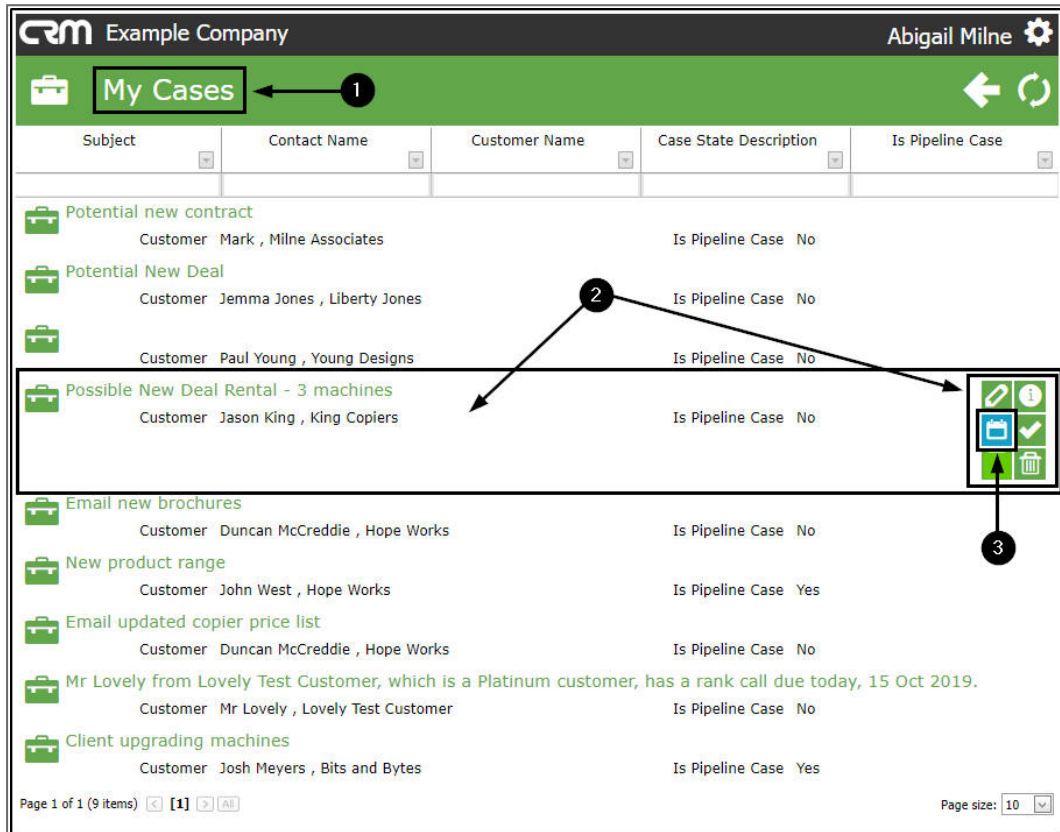 CRM Example Company Abigail Milne
My Cases 1
Subject Contact Name Customer Name Case State Description Is Pipeline Case
Potential new contract
Customer Mark , Milne Associates Is Pipeline Case No
Potential New Deal
Customer Jemma Jones , Liberty Jones Is Pipeline Case No
2
Customer Paul Young , Young Designs Is Pipeline Case No
Possible New Deal Rental - 3 machines
Customer Jason King , King Copiers Is Pipeline Case No
Email new brochures
Customer Duncan McCreddie , Hope Works Is Pipeline Case No
3
New product range
Customer John West , Hope Works Is Pipeline Case Yes
Email updated copier price list
Customer Duncan McCreddie , Hope Works Is Pipeline Case No
Mr Lovely from Lovely Test Customer, which is a Platinum customer, has a rank call due today, 15 Oct 2019.
Customer Mr Lovely , Lovely Test Customer Is Pipeline Case No
Client upgrading machines
Customer Josh Meyers , Bits and Bytes Is Pipeline Case Yes
Page 1 of 1 (9 items) < [1] > All Page size: 10